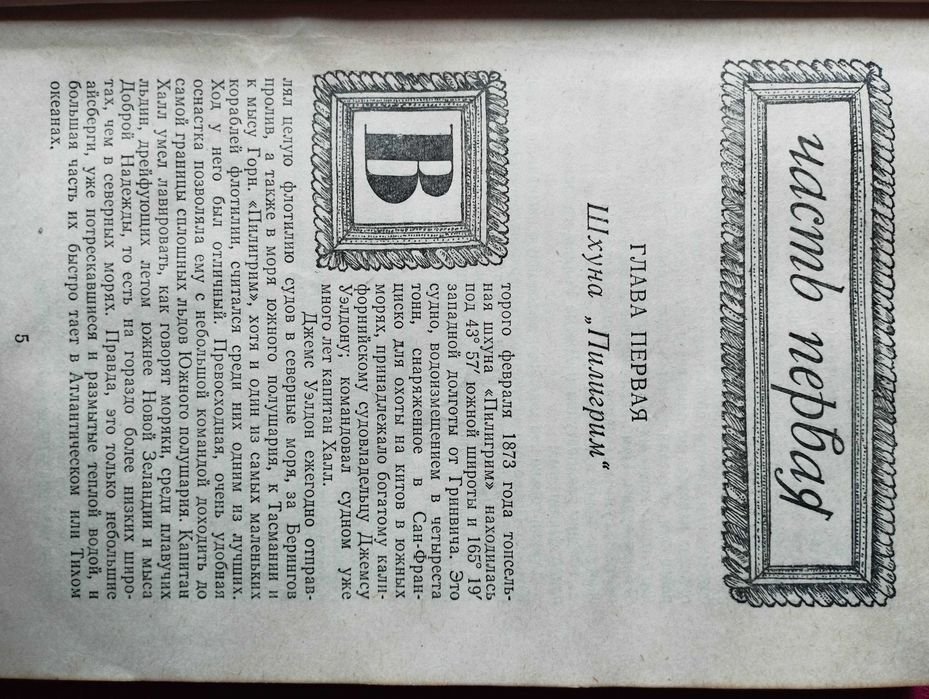 часть первая
ГЛАВА ПЕРВАЯ
Шхуна „Пилигрим“
В
торого февраля 1873 года топсель-
ная шхуна «Пилигрим» находилась
под 43° 57′ южной широты и 165° 19′
западной долготы от Гринвича. Это
судно, водоизмещением в четыреста
тонн, снаряженное в Сан-Фран-
циско для охоты на китов в южных
морях, принадлежало богатому кали-
форнийскому судовладельцу Джемсу
Уэлдону; командовал судном уже
много лет капитан Халл.
Джемс Уэлдон ежегодно отправ-
лял целую флотилию судов в северные моря, за Берингов
пролив, а также в моря южного полушария, к Тасмании и
к мысу Горн. «Пилигрим», хотя и один из самых маленьких
кораблей флотилии, считался среди них одним из лучших.
Ход у него был отличный. Превосходная, очень удобная
оснастка позволяла ему с небольшой командой доходить до
самой границы сплошных льдов Южного полушария. Капитан
Халл умел лавировать, как говорят моряки, среди плавучих
льдин, дрейфующих летом южнее Новой Зеландии и мыса
Доброй Надежды, то есть на гораздо более низких широ-
тах, чем в северных морях. Правда, это только небольшие
айсберги, уже потрескавшиеся и размытые теплой водой, и
большая часть их быстро тает в Атлантическом или Тихом
океанах.
5